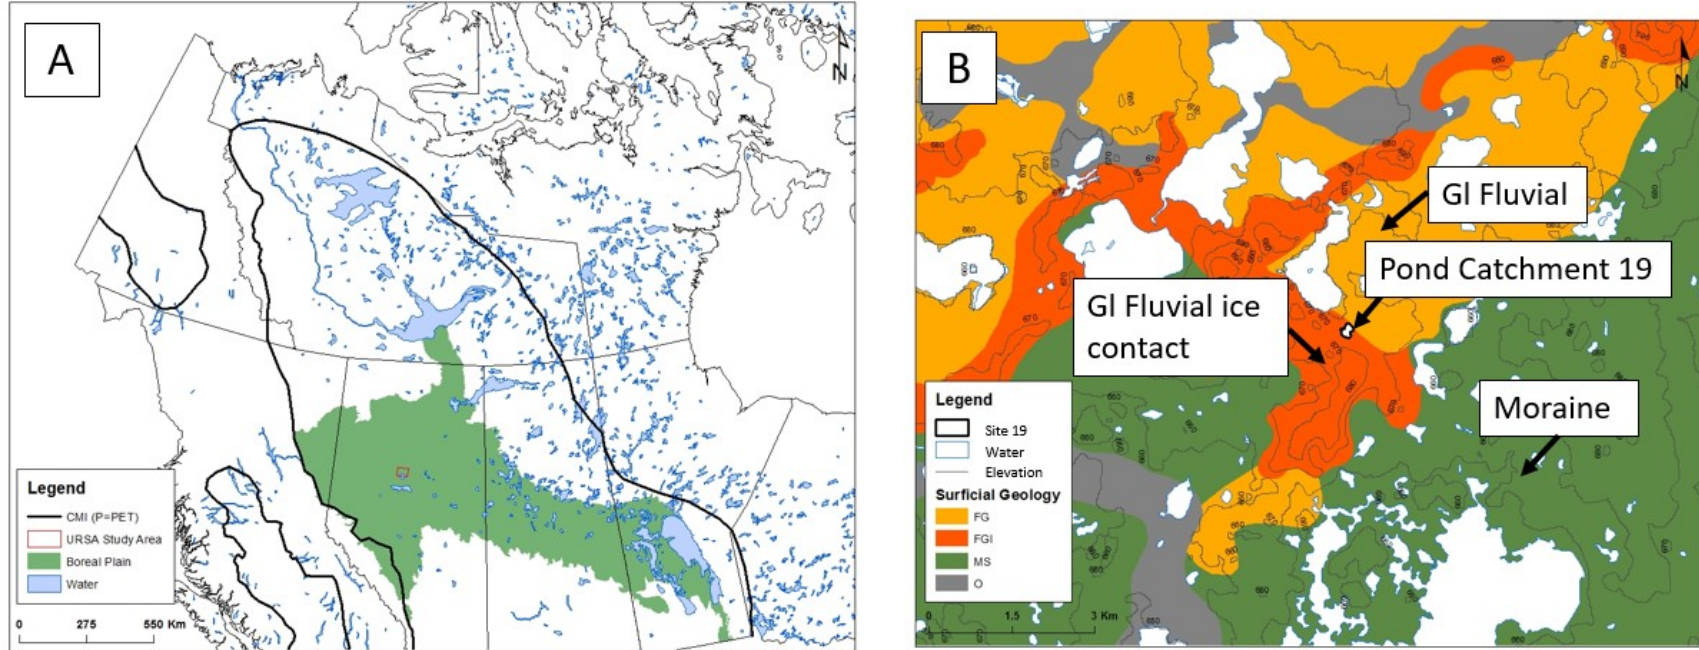 A
N
Legend
CMI (P=PET)
URSA Study Area
Boreal Plain
Water
0 275 550 Km
B
N
Gl Fluvial
Pond Catchment 19
Gl Fluvial ice
contact
Moraine
Legend
Site 19
Water
Elevation
Surficial Geology
FG
FGI
MS
O
0 1.5 3 Km